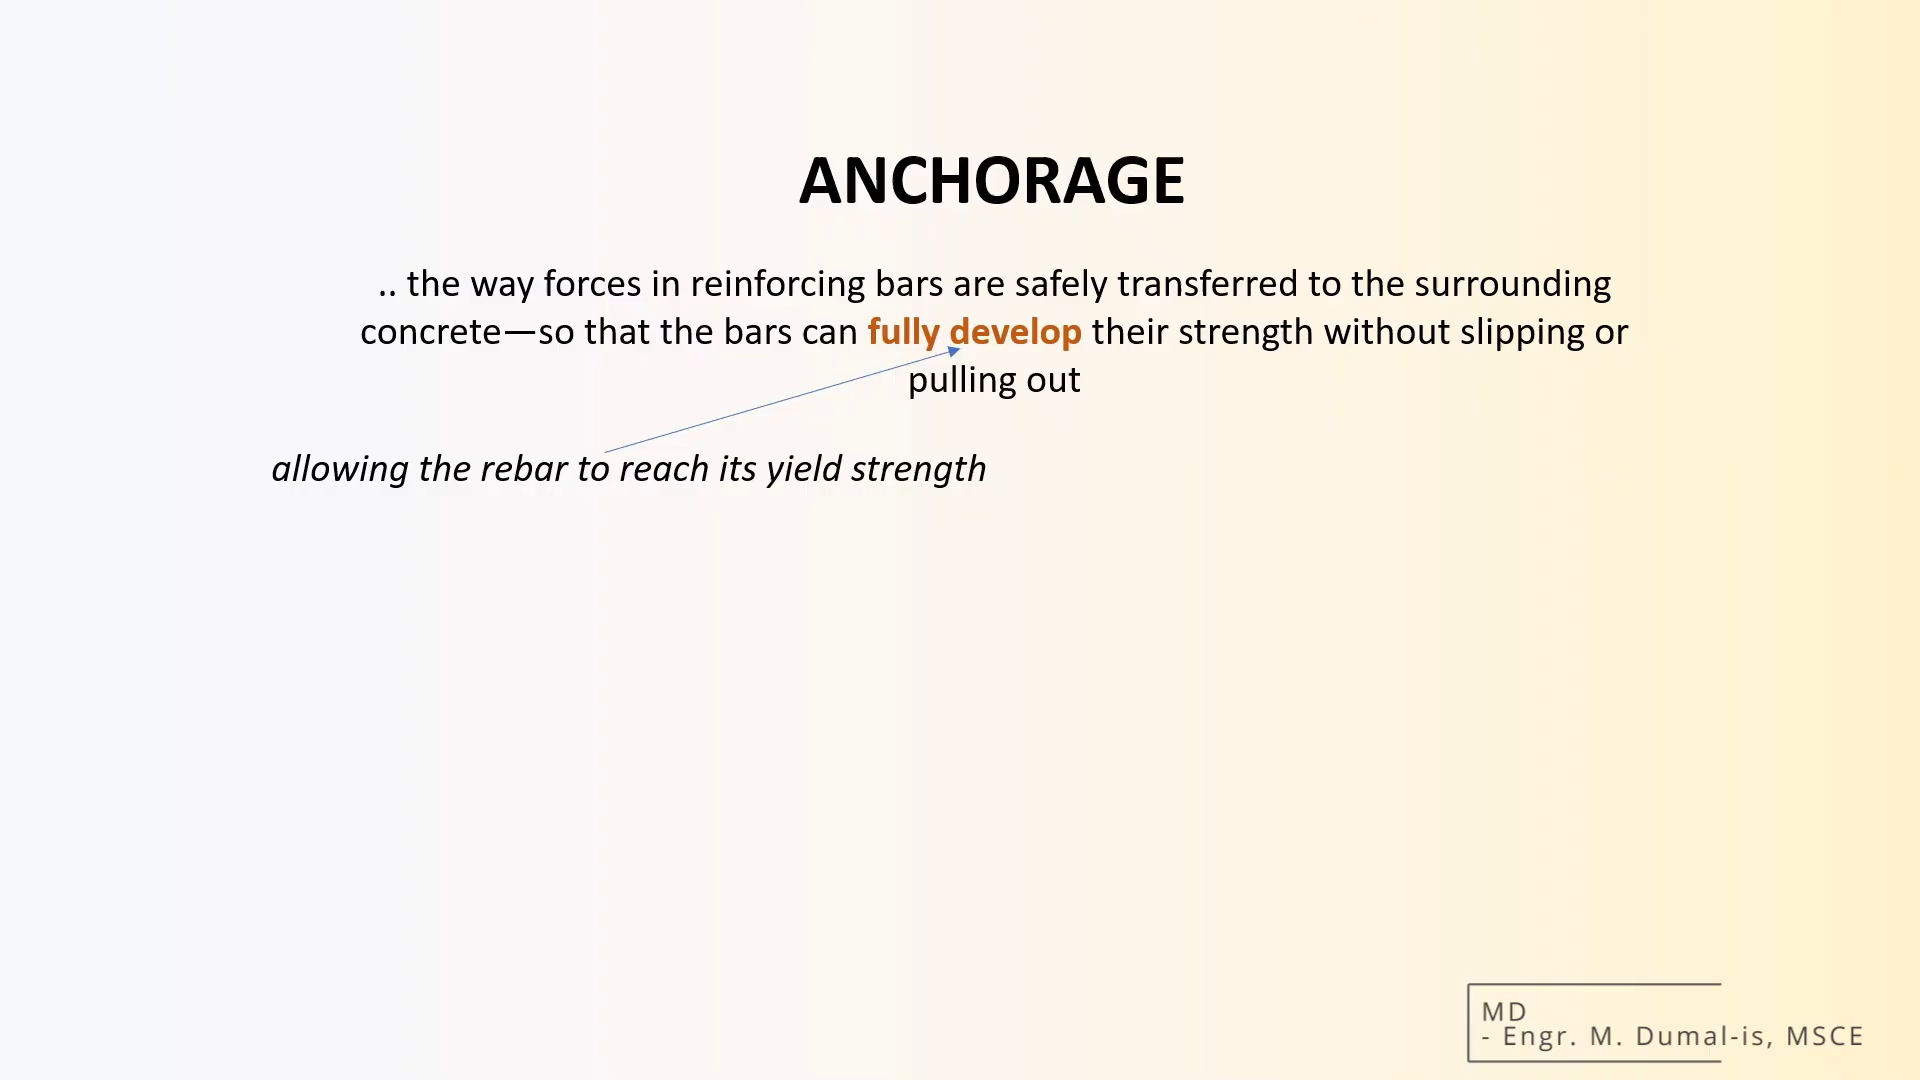 ANCHORAGE
.. the way forces in reinforcing bars are safely transferred to the surrounding
concrete—so that the bars can fully develop their strength without slipping or
pulling out
allowing the rebar to reach its yield strength
MD
- Engr. M. Dumal-is, MSCE